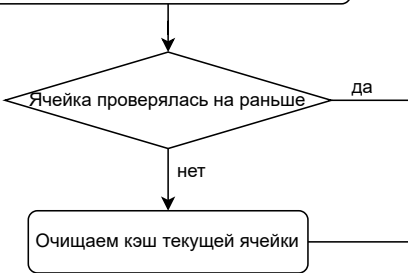 Ячейка проверялась на раньше
да
нет
Очищаем кэш текущей ячейки